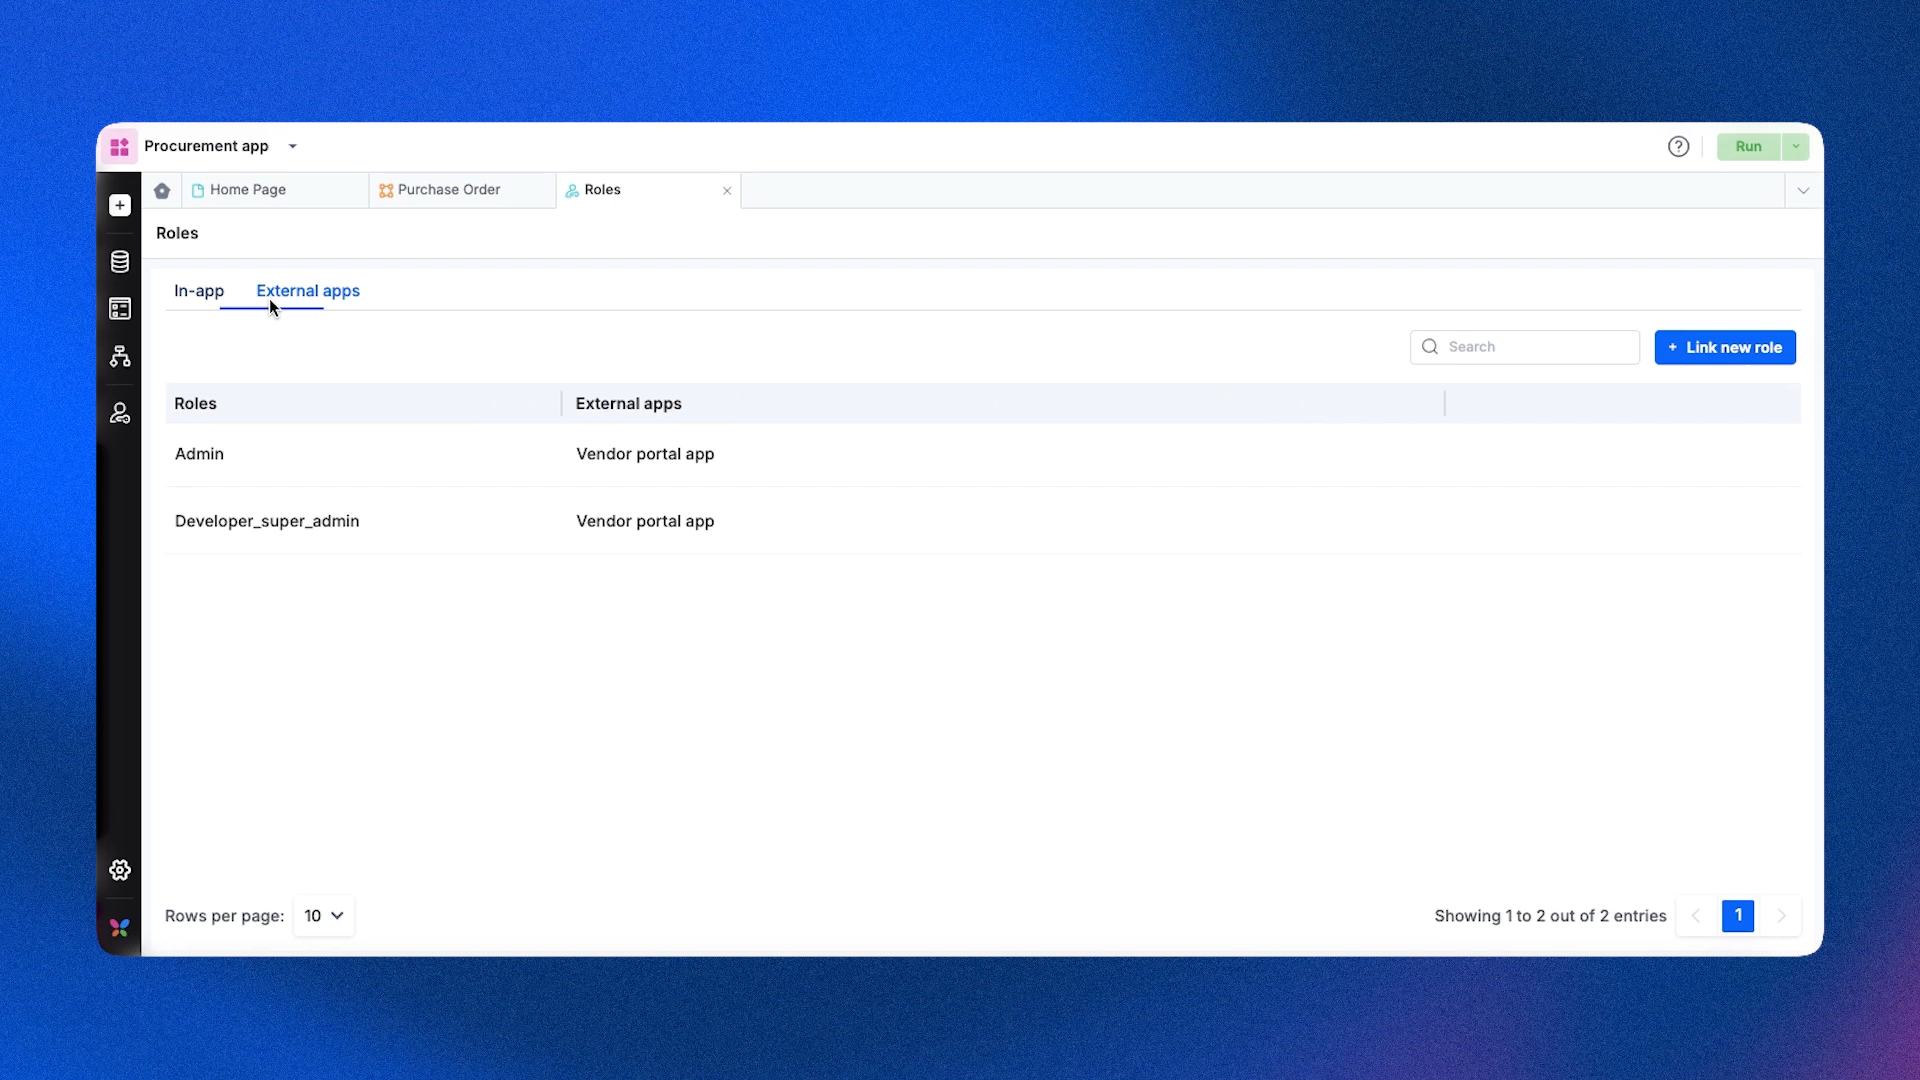 Procurement app
Run
Home Page
Purchase Order
Roles
Roles
In-app
External apps
Search
+ Link new role
Roles
External apps
Admin
Vendor portal app
Developer_super_admin
Vendor portal app
Rows per page:
10
Showing 1 to 2 out of 2 entries
1